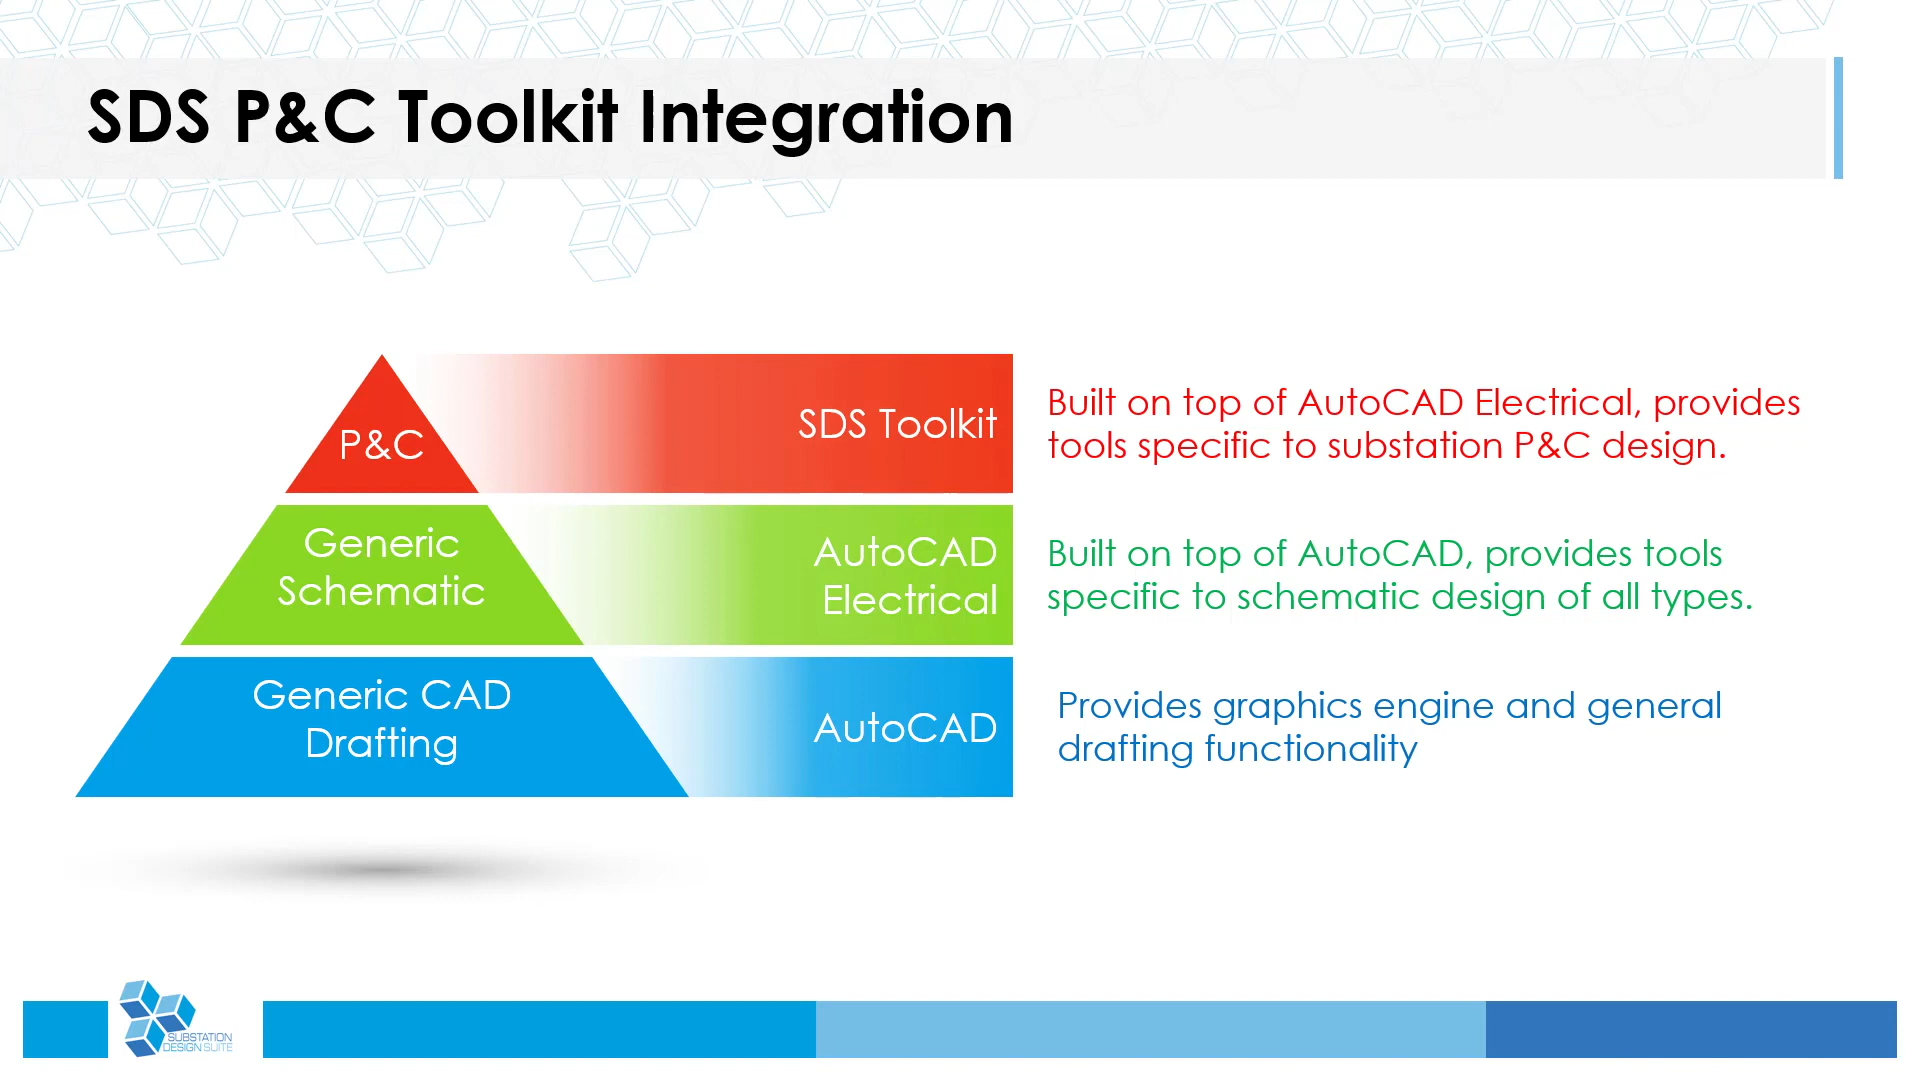 SDS P&C Toolkit Integration
P&C
SDS Toolkit
Built on top of AutoCAD Electrical, provides
tools specific to substation P&C design.
Generic
Schematic
AutoCAD
Electrical
Built on top of AutoCAD, provides tools
specific to schematic design of all types.
Generic CAD
Drafting
AutoCAD
Provides graphics engine and general
drafting functionality
SUBSTATION
DESIGN SUITE